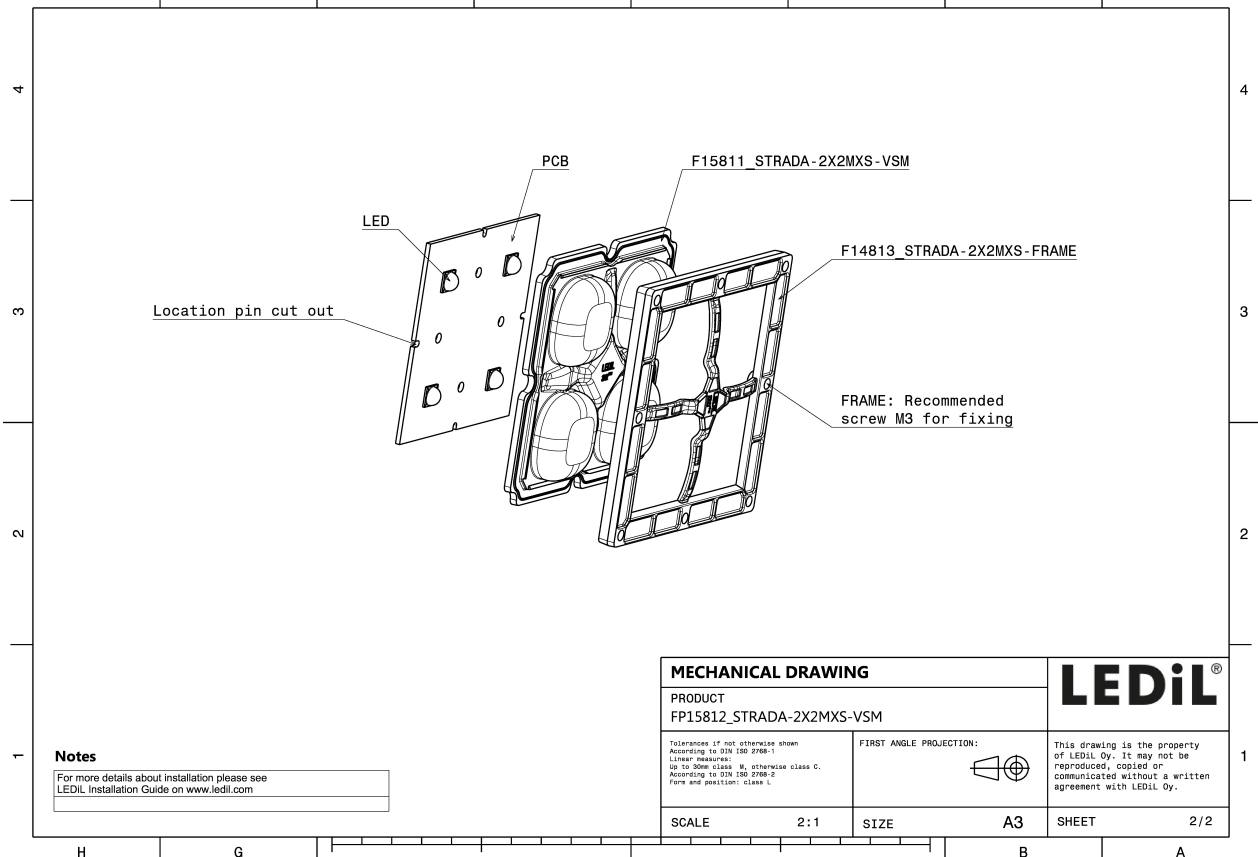 4
4
PCB
F15811_STRADA-2X2MXS-VSM
LED
F14813_STRADA-2X2MXS-FRAME
Location pin cut out
3
3
FRAME: Recommended
screw M3 for fixing
2
2
MECHANICAL DRAWING
LEDiL®
PRODUCT
FP15812_STRADA-2X2MXS-VSM
Tolerances if not otherwise shown
According to DIN ISO 2768-1
Linear measures:
Up to 30mm class M, otherwise class C.
According to DIN ISO 2768-2
Form and position: class L
FIRST ANGLE PROJECTION:
This drawing is the property
of LEDiL Oy. It may not be
reproduced, copied or
communicated without a written
agreement with LEDiL Oy.
1
1
Notes
For more details about installation please see
LEDiL Installation Guide on www.ledil.com
SCALE 2:1
SIZE A3
SHEET 2/2
H
G
B
A